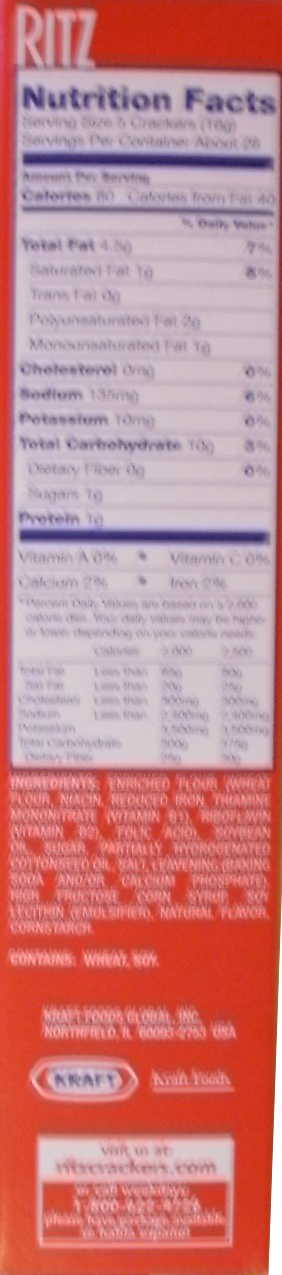 RITZ
Nutrition Facts
Serving Size 5 Crackers (16g)
Servings Per Container About 28
Amount Per Serving
Calories 80 Calories from Fat 40
% Daily Value*
Total Fat 4.5g 7%
Saturated Fat 1g 5%
Trans Fat 0g
Polyunsaturated Fat 2g
Monounsaturated Fat 1g
Cholesterol 0mg 0%
Sodium 135mg 6%
Potassium 10mg 0%
Total Carbohydrate 10g 3%
Dietary Fiber 0g 0%
Sugars 1g
Protein 1g
Vitamin A 0% • Vitamin C 0%
Calcium 2% • Iron 2%
*Percent Daily Values are based on a 2,000
calorie diet. Your daily values may be higher
or lower depending on your calorie needs:
Calories 2,000 2,500
Total Fat Less than 65g 80g
Sat Fat Less than 20g 25g
Cholesterol Less than 300mg 300mg
Sodium Less than 2,400mg 2,400mg
Potassium 3,500mg 3,500mg
Total Carbohydrate 300g 375g
Dietary Fiber 25g 30g
INGREDIENTS: ENRICHED FLOUR (WHEAT
FLOUR, NIACIN, REDUCED IRON, THIAMINE
MONONITRATE {VITAMIN B1}, RIBOFLAVIN
{VITAMIN B2}, FOLIC ACID), SOYBEAN
OIL, SUGAR, PARTIALLY HYDROGENATED
COTTONSEED OIL, SALT, LEAVENING (BAKING
SODA AND/OR CALCIUM PHOSPHATE),
HIGH FRUCTOSE CORN SYRUP, SOY
LECITHIN (EMULSIFIER), NATURAL FLAVOR,
CORNSTARCH.
CONTAINS: WHEAT, SOY.
KRAFT FOODS GLOBAL, INC.
NORTHFIELD, IL 60093-2753 USA
KRAFT Kraft Foods
visit us at:
ritzcrackers.com
or call weekdays:
1-800-622-4726
please have package available
se habla español